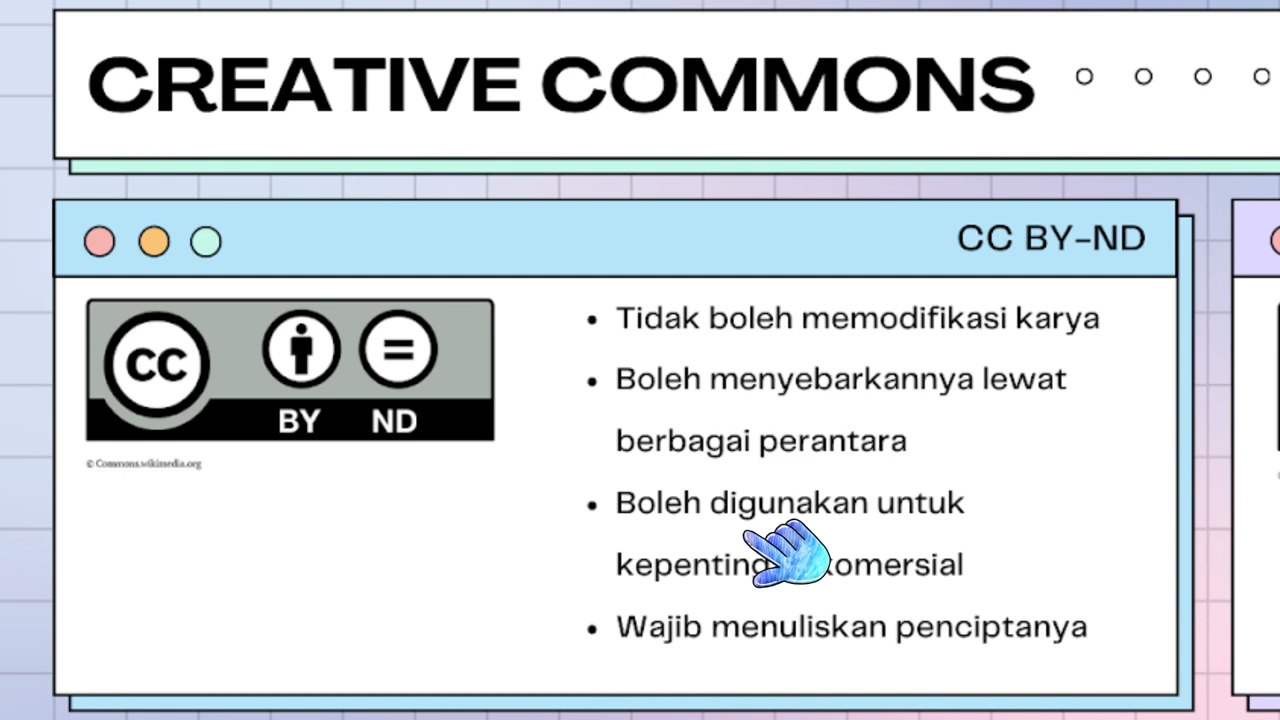 CREATIVE COMMONS
CC BY-ND
CC
BY ND
© Commons.wikimedia.org
• Tidak boleh memodifikasi karya
• Boleh menyebarkannya lewat
berbagai perantara
• Boleh digunakan untuk
• Wajib menuliskan penciptanya